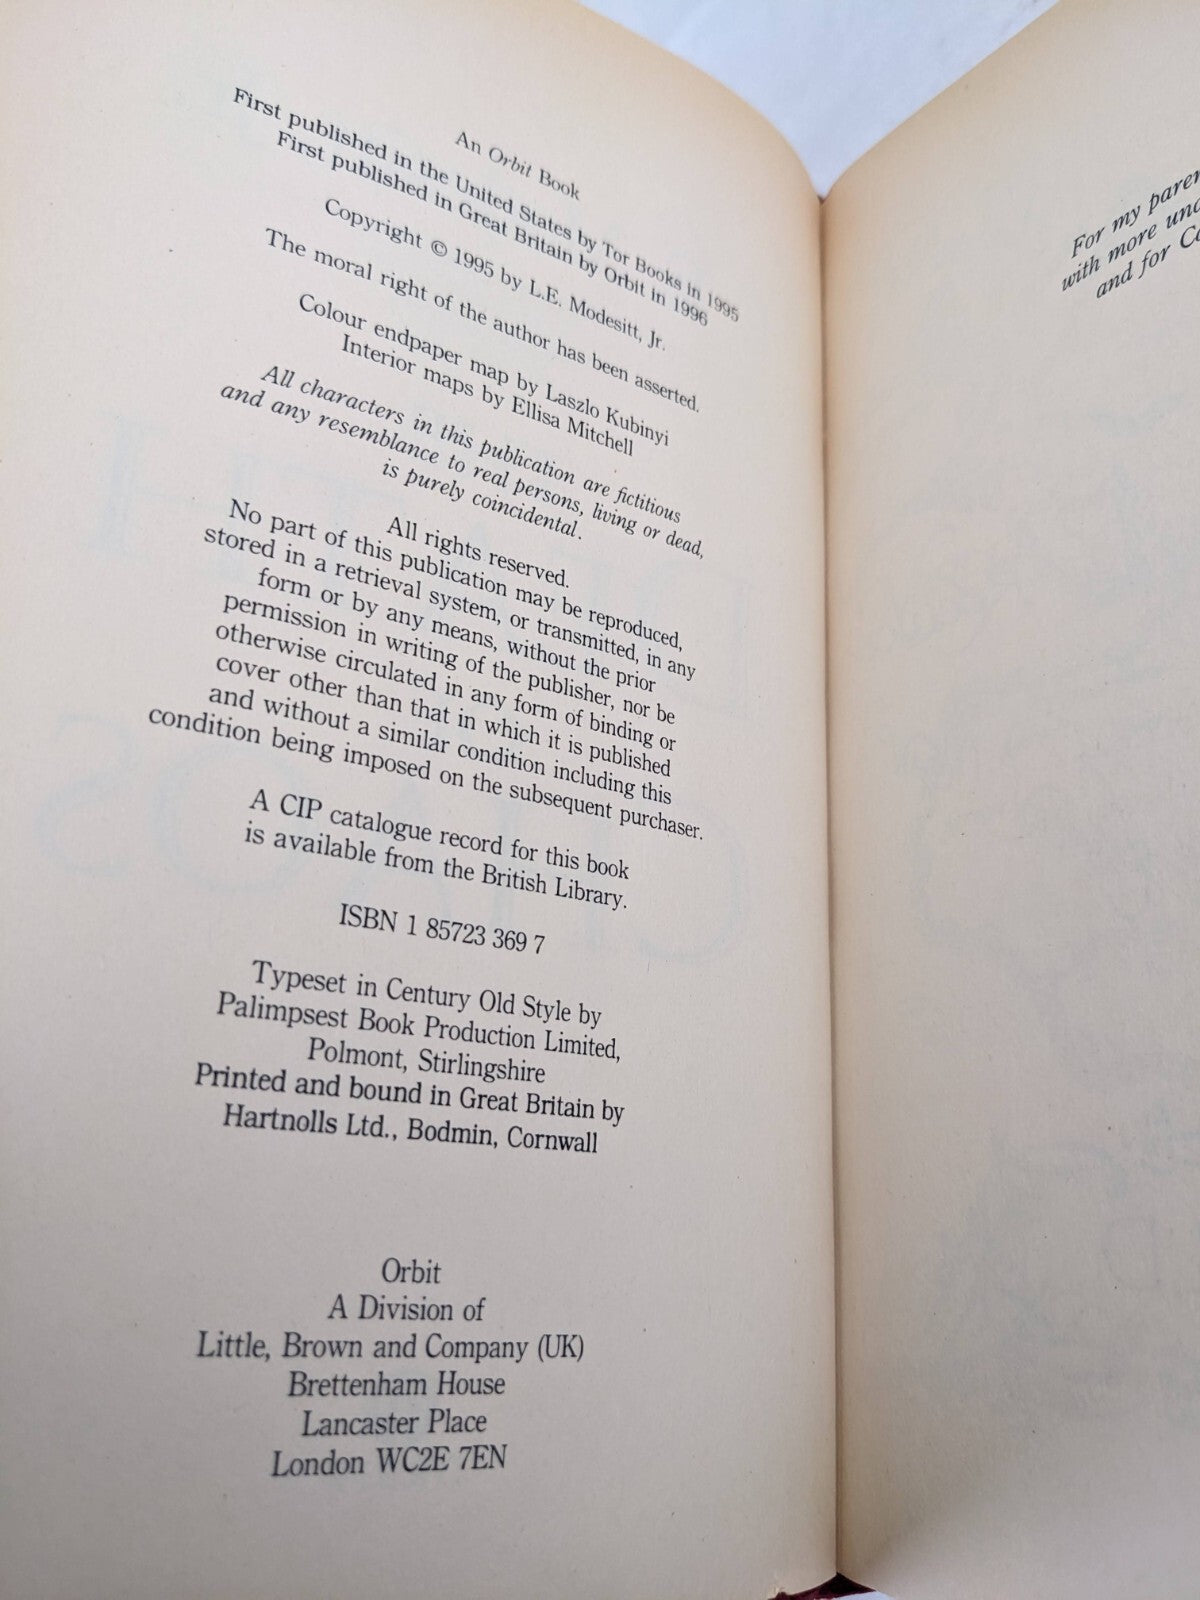 An Orbit Book
First published in the United States by Tor Books in 1995
First published in Great Britain by Orbit in 1996
Copyright © 1995 by L.E. Modesitt, Jr.
The moral right of the author has been asserted.
Colour endpaper map by Laszlo Kubinyi
Interior maps by Ellisa Mitchell
All characters in this publication are fictitious
and any resemblance to real persons, living or dead,
is purely coincidental.
All rights reserved.
No part of this publication may be reproduced,
stored in a retrieval system, or transmitted, in any
form or by any means, without the prior
permission in writing of the publisher, nor be
otherwise circulated in any form of binding or
cover other than that in which it is published
and without a similar condition including this
condition being imposed on the subsequent purchaser.
A CIP catalogue record for this book
is available from the British Library.
ISBN 1 85723 369 7
Typeset in Century Old Style by
Palimpsest Book Production Limited,
Polmont, Stirlingshire
Printed and bound in Great Britain by
Hartnolls Ltd., Bodmin, Cornwall
Orbit
A Division of
Little, Brown and Company (UK)
Brettenham House
Lancaster Place
London WC2E 7EN
For my
with more
and for